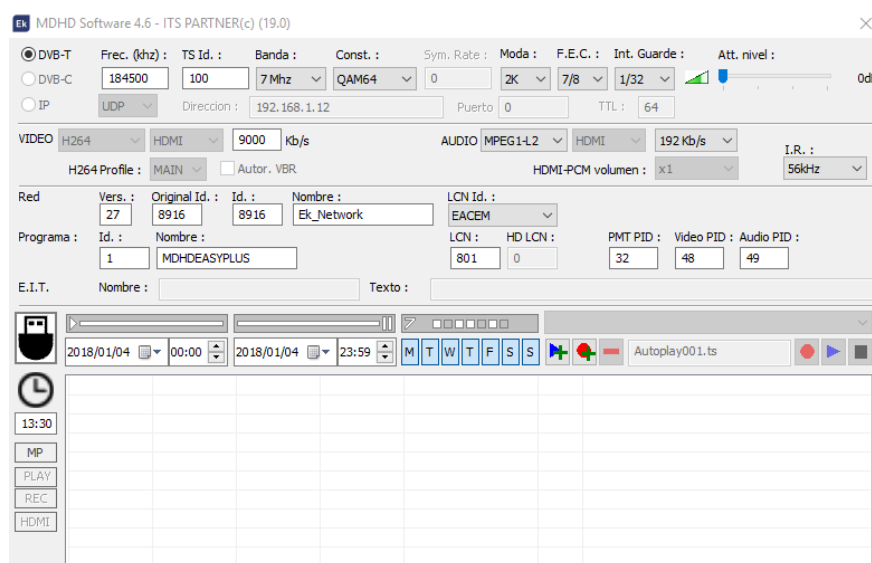 Ek MDHD Software 4.6 - ITS PARTNER(c) (19.0)
DVB-T Frec. (khz) : TS Id. : Banda : Const. : Sym. Rate : Moda : F.E.C. : Int. Guarde : Att. nivel :
DVB-C 184500 100 7 Mhz QAM64 0 2K 7/8 1/32 0d
IP UDP Direccion : 192.168.1.12 Puerto 0 TTL : 64
VIDEO H264 HDMI 9000 Kb/s AUDIO MPEG1-L2 HDMI 192 Kb/s I.R. :
H264 Profile : MAIN Autor. VBR HDMI-PCM volumen : x1 56kHz
Red Vers. : Original Id. : Id. : Nombre : LCN Id. :
27 8916 8916 Ek_Network EACEM
Programa : Id. : Nombre : LCN : HD LCN : PMT PID : Video PID : Audio PID :
1 MDHDEASYPLUS 801 0 32 48 49
E.I.T. Nombre : Texto :
2018/01/04 00:00 2018/01/04 23:59 M T W T F S S Autoplay001.ts
13:30
MP
PLAY
REC
HDMI